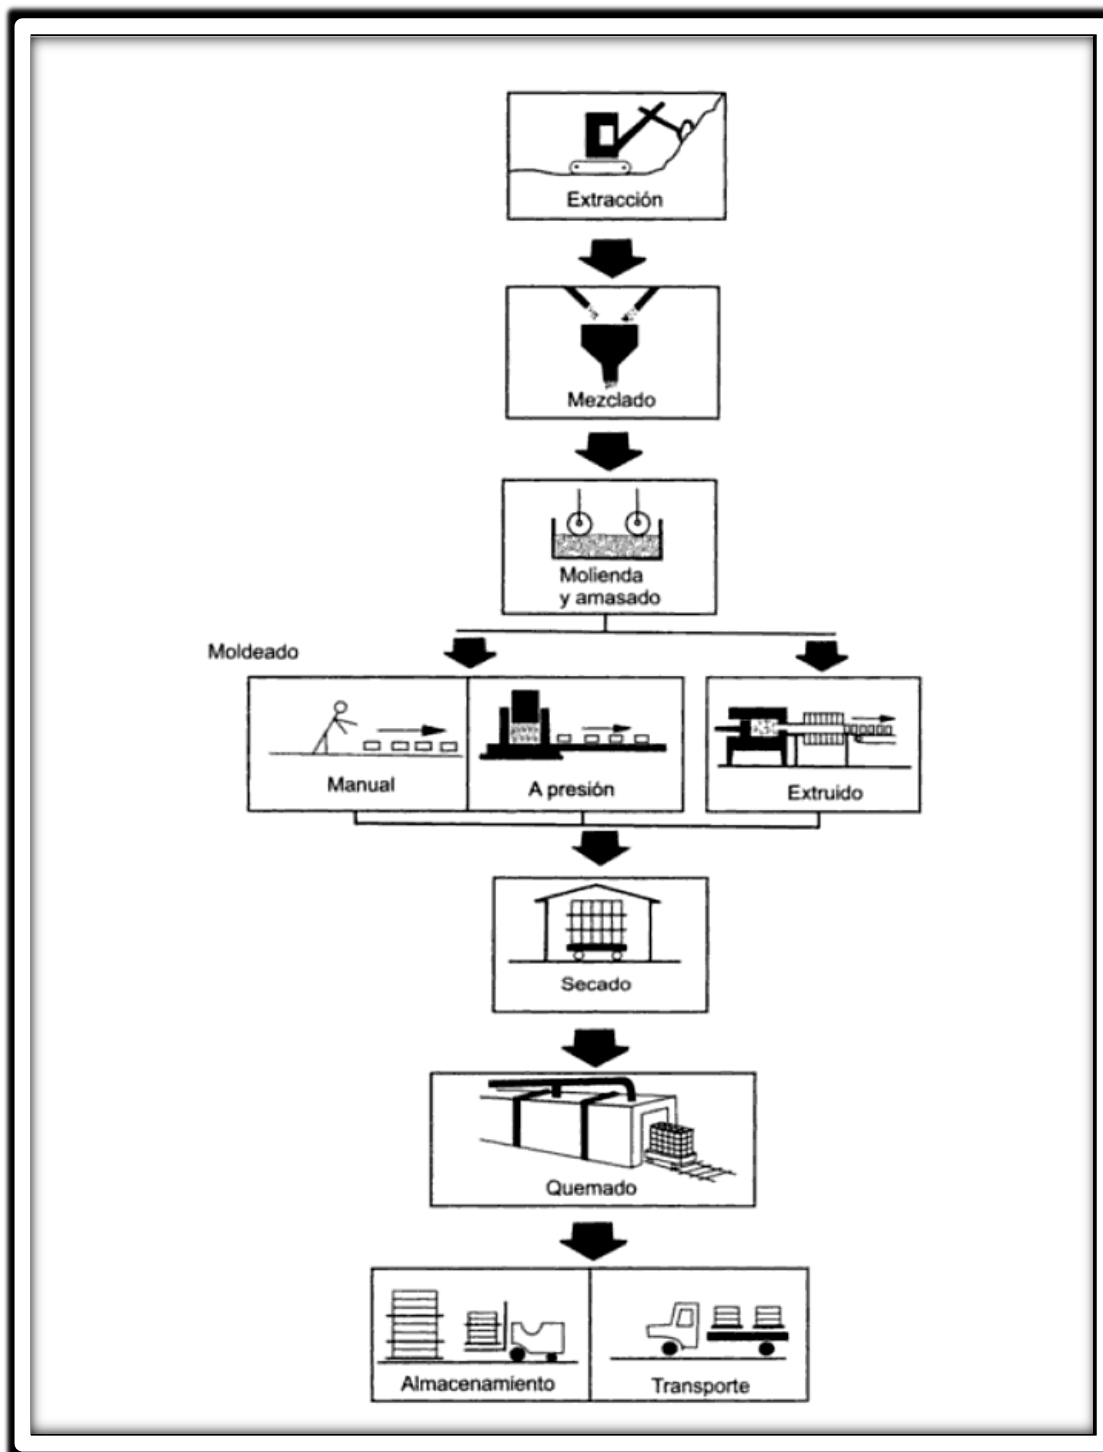 Extracción
Mezclado
Molienda
y amasado
Moldeado
Manual
A presión
Extruido
Secado
Quemado
Almacenamiento
Transporte